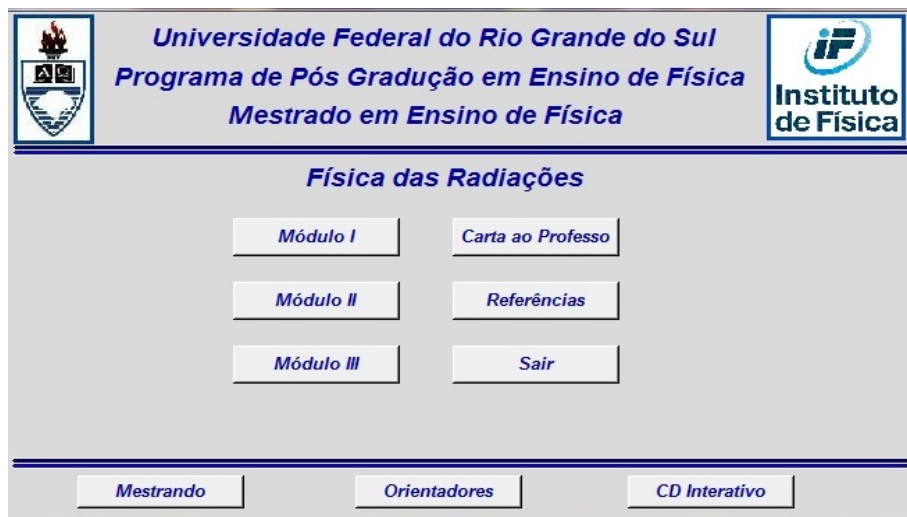 Universidade Federal do Rio Grande do Sul
Programa de Pós Gradução em Ensino de Física
Mestrado em Ensino de Física
iF
Instituto
de Física
Física das Radiações
Módulo I
Carta ao Professo
Módulo II
Referências
Módulo III
Sair
Mestrando
Orientadores
CD Interativo